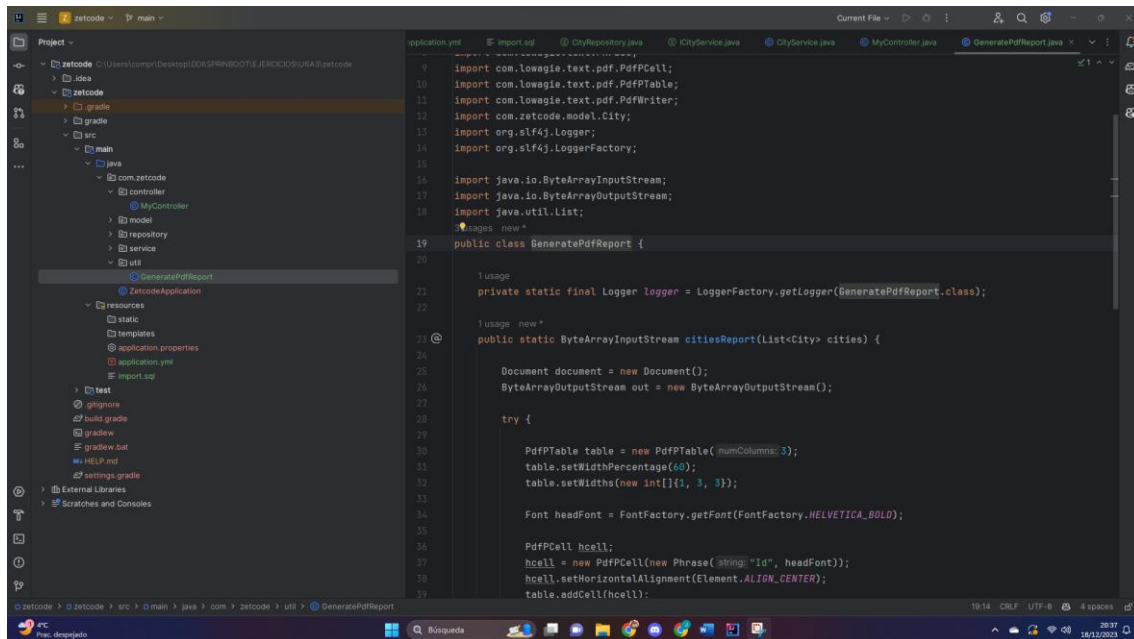 zetcode
main
Current File
Project
application.yml
import.sql
CityRepository.java
ICityService.java
CityService.java
MyController.java
GeneratePdfReport.java
zetcode C:\Users\compr\Desktop\DDI\SPRINBOOT\EJERCICIOS\U6A3\zetcode
.idea
zetcode
.gradle
gradle
src
main
java
com.zetcode
controller
MyController
model
repository
service
util
GeneratePdfReport
ZetcodeApplication
resources
static
templates
application.properties
application.yml
import.sql
test
.gitignore
build.gradle
gradlew
gradlew.bat
HELP.md
settings.gradle
External Libraries
Scratches and Consoles
1
9 import com.lowagie.text.pdf.PdfPCell;
10 import com.lowagie.text.pdf.PdfPTable;
11 import com.lowagie.text.pdf.PdfWriter;
12 import com.zetcode.model.City;
13 import org.slf4j.Logger;
14 import org.slf4j.LoggerFactory;
15
16 import java.io.ByteArrayInputStream;
17 import java.io.ByteArrayOutputStream;
18 import java.util.List;
usages new *
19 public class GeneratePdfReport {
20
1 usage
21 private static final Logger logger = LoggerFactory.getLogger(GeneratePdfReport.class);
22
1 usage new *
23 @ public static ByteArrayInputStream citiesReport(List<City> cities) {
24
25 Document document = new Document();
26 ByteArrayOutputStream out = new ByteArrayOutputStream();
27
28 try {
29
30 PdfPTable table = new PdfPTable( numColumns: 3);
31 table.setWidthPercentage(60);
32 table.setWidths(new int[]{1, 3, 3});
33
34 Font headFont = FontFactory.getFont(FontFactory.HELVETICA_BOLD);
35
36 PdfPCell hcell;
37 hcell = new PdfPCell(new Phrase( string: "Id", headFont));
38 hcell.setHorizontalAlignment(Element.ALIGN_CENTER);
39 table.addCell(hcell);
zetcode > zetcode > src > main > java > com > zetcode > util > GeneratePdfReport
19:14 CRLF UTF-8 4 spaces
4°C
Prac. despejado
Búsqueda
20:37
18/12/2023